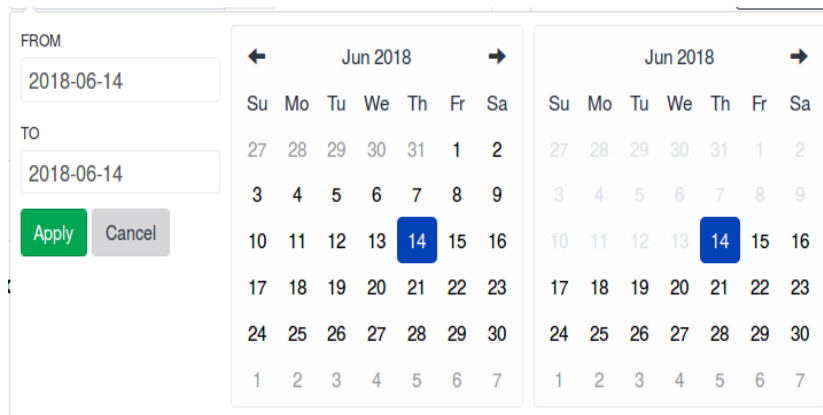 FROM
2018-06-14
TO
2018-06-14
Apply Cancel
Jun 2018
Su Mo Tu We Th Fr Sa
27 28 29 30 31 1 2
3 4 5 6 7 8 9
10 11 12 13 14 15 16
17 18 19 20 21 22 23
24 25 26 27 28 29 30
1 2 3 4 5 6 7
Jun 2018
Su Mo Tu We Th Fr Sa
27 28 29 30 31 1 2
3 4 5 6 7 8 9
10 11 12 13 14 15 16
17 18 19 20 21 22 23
24 25 26 27 28 29 30
1 2 3 4 5 6 7